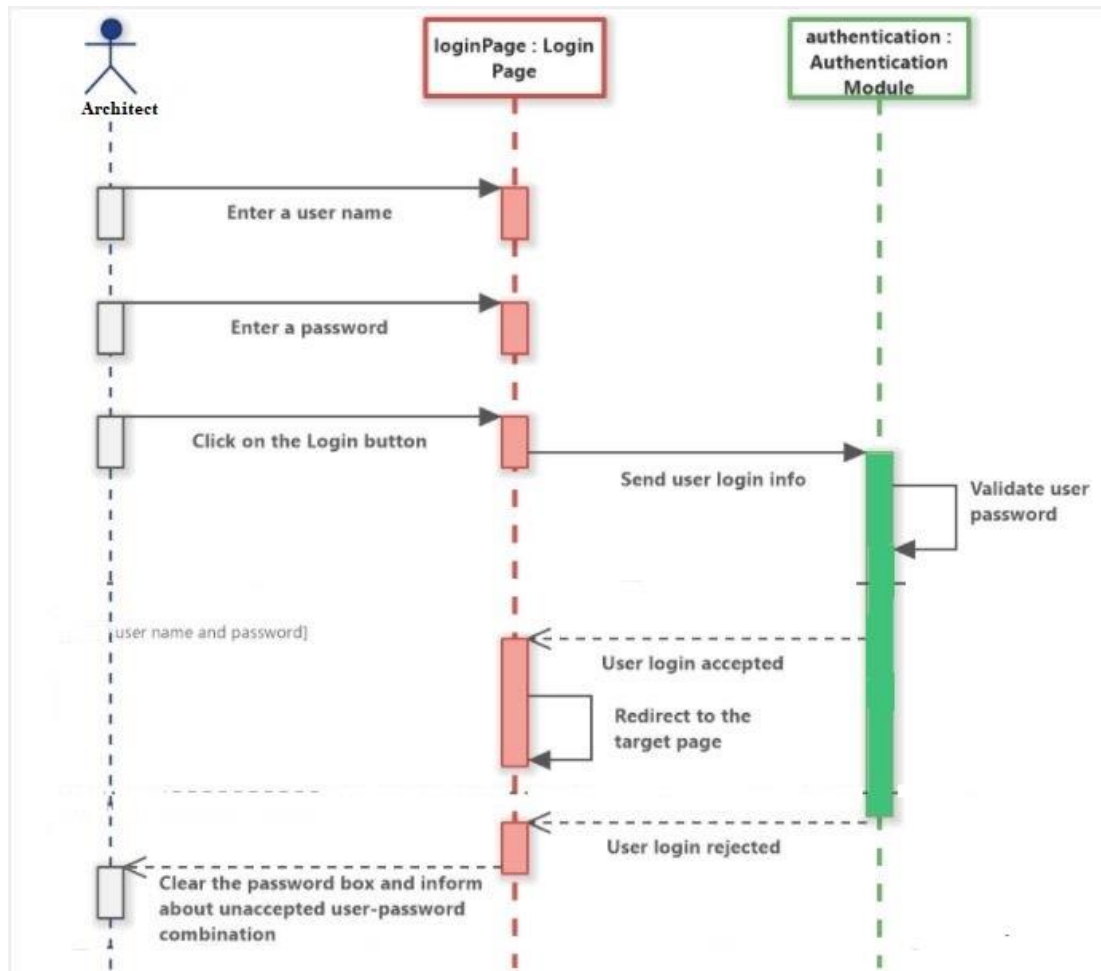 loginPage : Login
Page
authentication :
Authentication
Module
Architect
Enter a user name
Enter a password
Click on the Login button
Send user login info
Validate user
password
user name and password]
User login accepted
Redirect to the
target page
User login rejected
Clear the password box and inform
about unaccepted user-password
combination